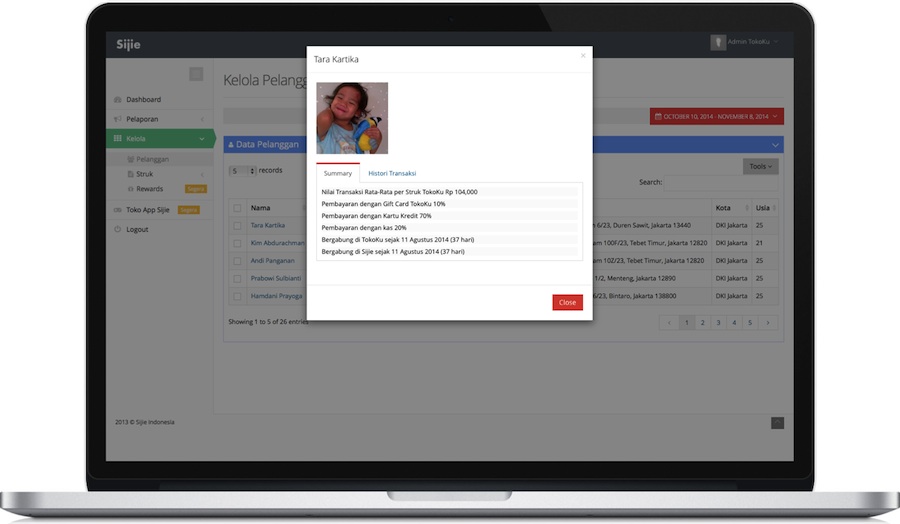 Sijie
Admin TokoKu
Tara Kartika
×
Kelola Pelangg
Dashboard
Pelaporan
Kelola
Pelanggan
Struk
Rewards Segera
Toko App Sijie Segera
Logout
OCTOBER 10, 2014 - NOVEMBER 8, 2014
Data Pelanggan
5 records
Tools
Search:
Summary Histori Transaksi
Nilai Transaksi Rata-Rata per Struk TokoKu Rp 104,000
Pembayaran dengan Gift Card TokoKu 10%
Pembayaran dengan Kartu Kredit 70%
Pembayaran dengan kas 20%
Bergabung di TokoKu sejak 11 Agustus 2014 (37 hari)
Bergabung di Sijie sejak 11 Agustus 2014 (37 hari)
Close
Nama Kota Usia
Tara Kartika n 6/23, Duren Sawit, Jakarta 13440 DKI Jakarta 25
Kim Abdurachman am 100F/23, Tebet Timur, Jakarta 12820 DKI Jakarta 21
Andi Panganan am 10Z/23, Tebet Timur, Jakarta 12820 DKI Jakarta 25
Prabowi Sulbianti 1/2, Menteng, Jakarta 12890 DKI Jakarta 25
Hamdani Prayoga 6/23, Bintaro, Jakarta 138800 DKI Jakarta 25
Showing 1 to 5 of 26 entries
‹ 1 2 3 4 5 ›
2013 © Sijie Indonesia